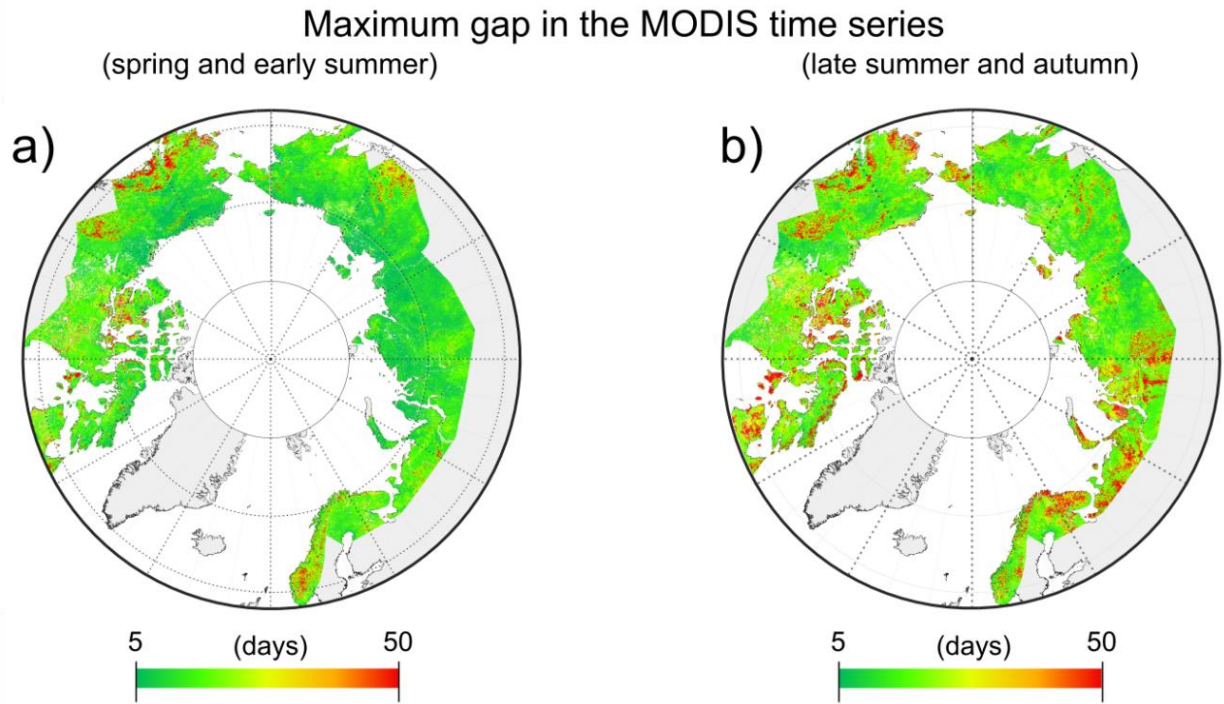 Maximum gap in the MODIS time series
(spring and early summer)
(late summer and autumn)
a)
b)
5 (days) 50
5 (days) 50